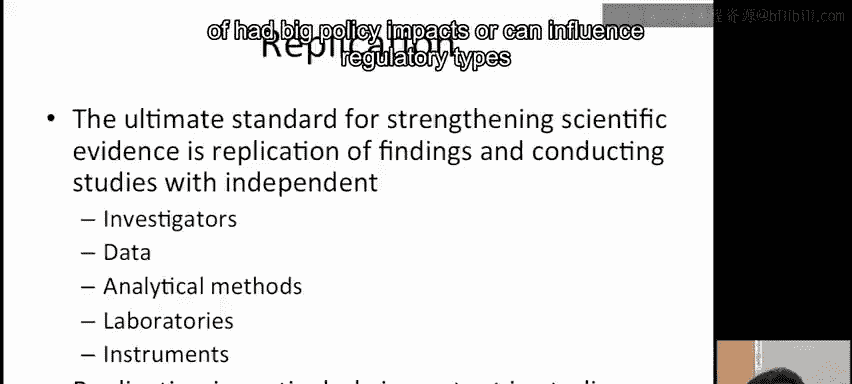 of had big policy impacts or can influence
regulatory types
Replication
• The ultimate standard for strengthening scientific
evidence is replication of findings and conducting
studies with independent
– Investigators
– Data
– Analytical methods
– Laboratories
– Instruments